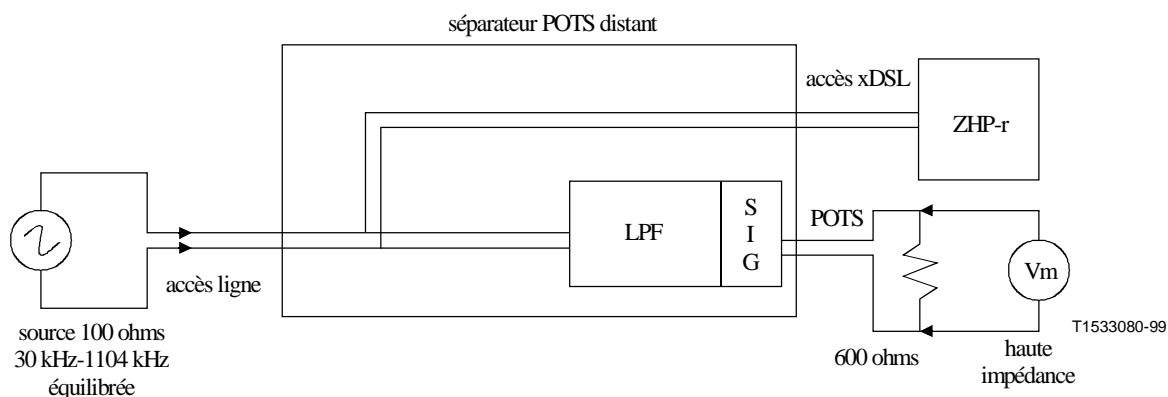 séparateur POTS distant
accès xDSL
ZHP-r
LPF
S
I
G
POTS
Vm
accès ligne
source 100 ohms
30 kHz-1104 kHz
équilibrée
600 ohms
haute
impédance
T1533080-99